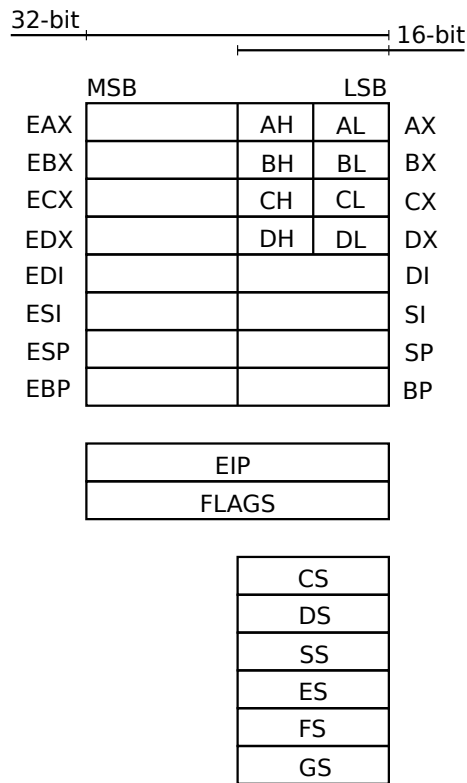 32-bit
16-bit
MSB LSB
EAX AH AL AX
EBX BH BL BX
ECX CH CL CX
EDX DH DL DX
EDI DI
ESI SI
ESP SP
EBP BP
EIP
FLAGS
CS
DS
SS
ES
FS
GS